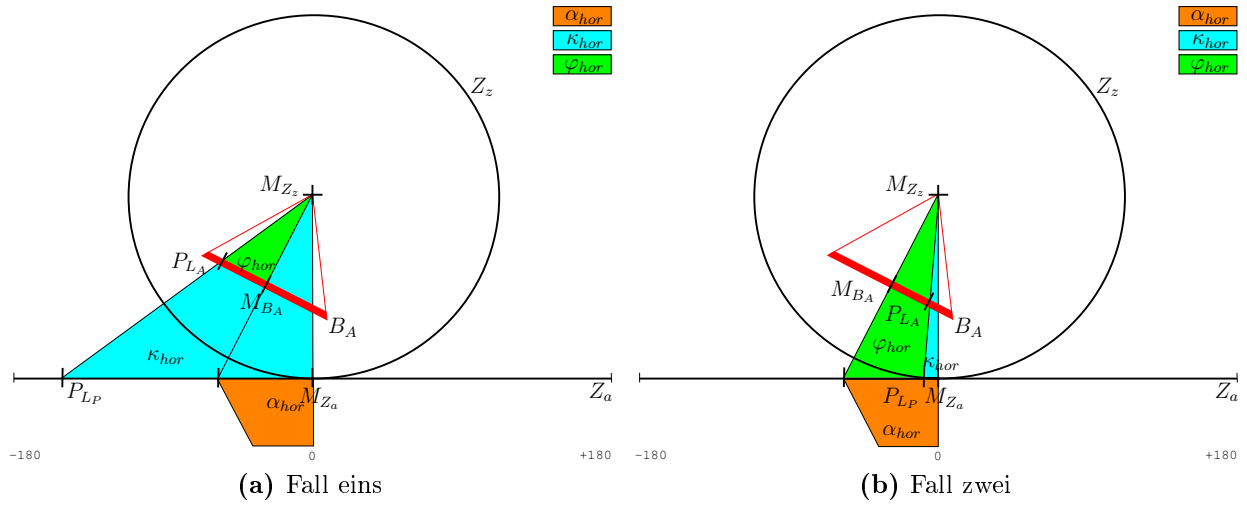 α_hor
κ_hor
φ_hor
Z_z
M_{Z_z}
P_{L_A}
φ_hor
M_{B_A}
B_A
κ_hor
P_{L_P}
α_hor
M_{Z_a}
Z_a
-180
0
+180
(a) Fall eins
α_hor
κ_hor
φ_hor
Z_z
M_{Z_z}
M_{B_A}
P_{L_A}
B_A
φ_hor
κ_hor
P_{L_P}
M_{Z_a}
Z_a
α_hor
-180
0
+180
(b) Fall zwei